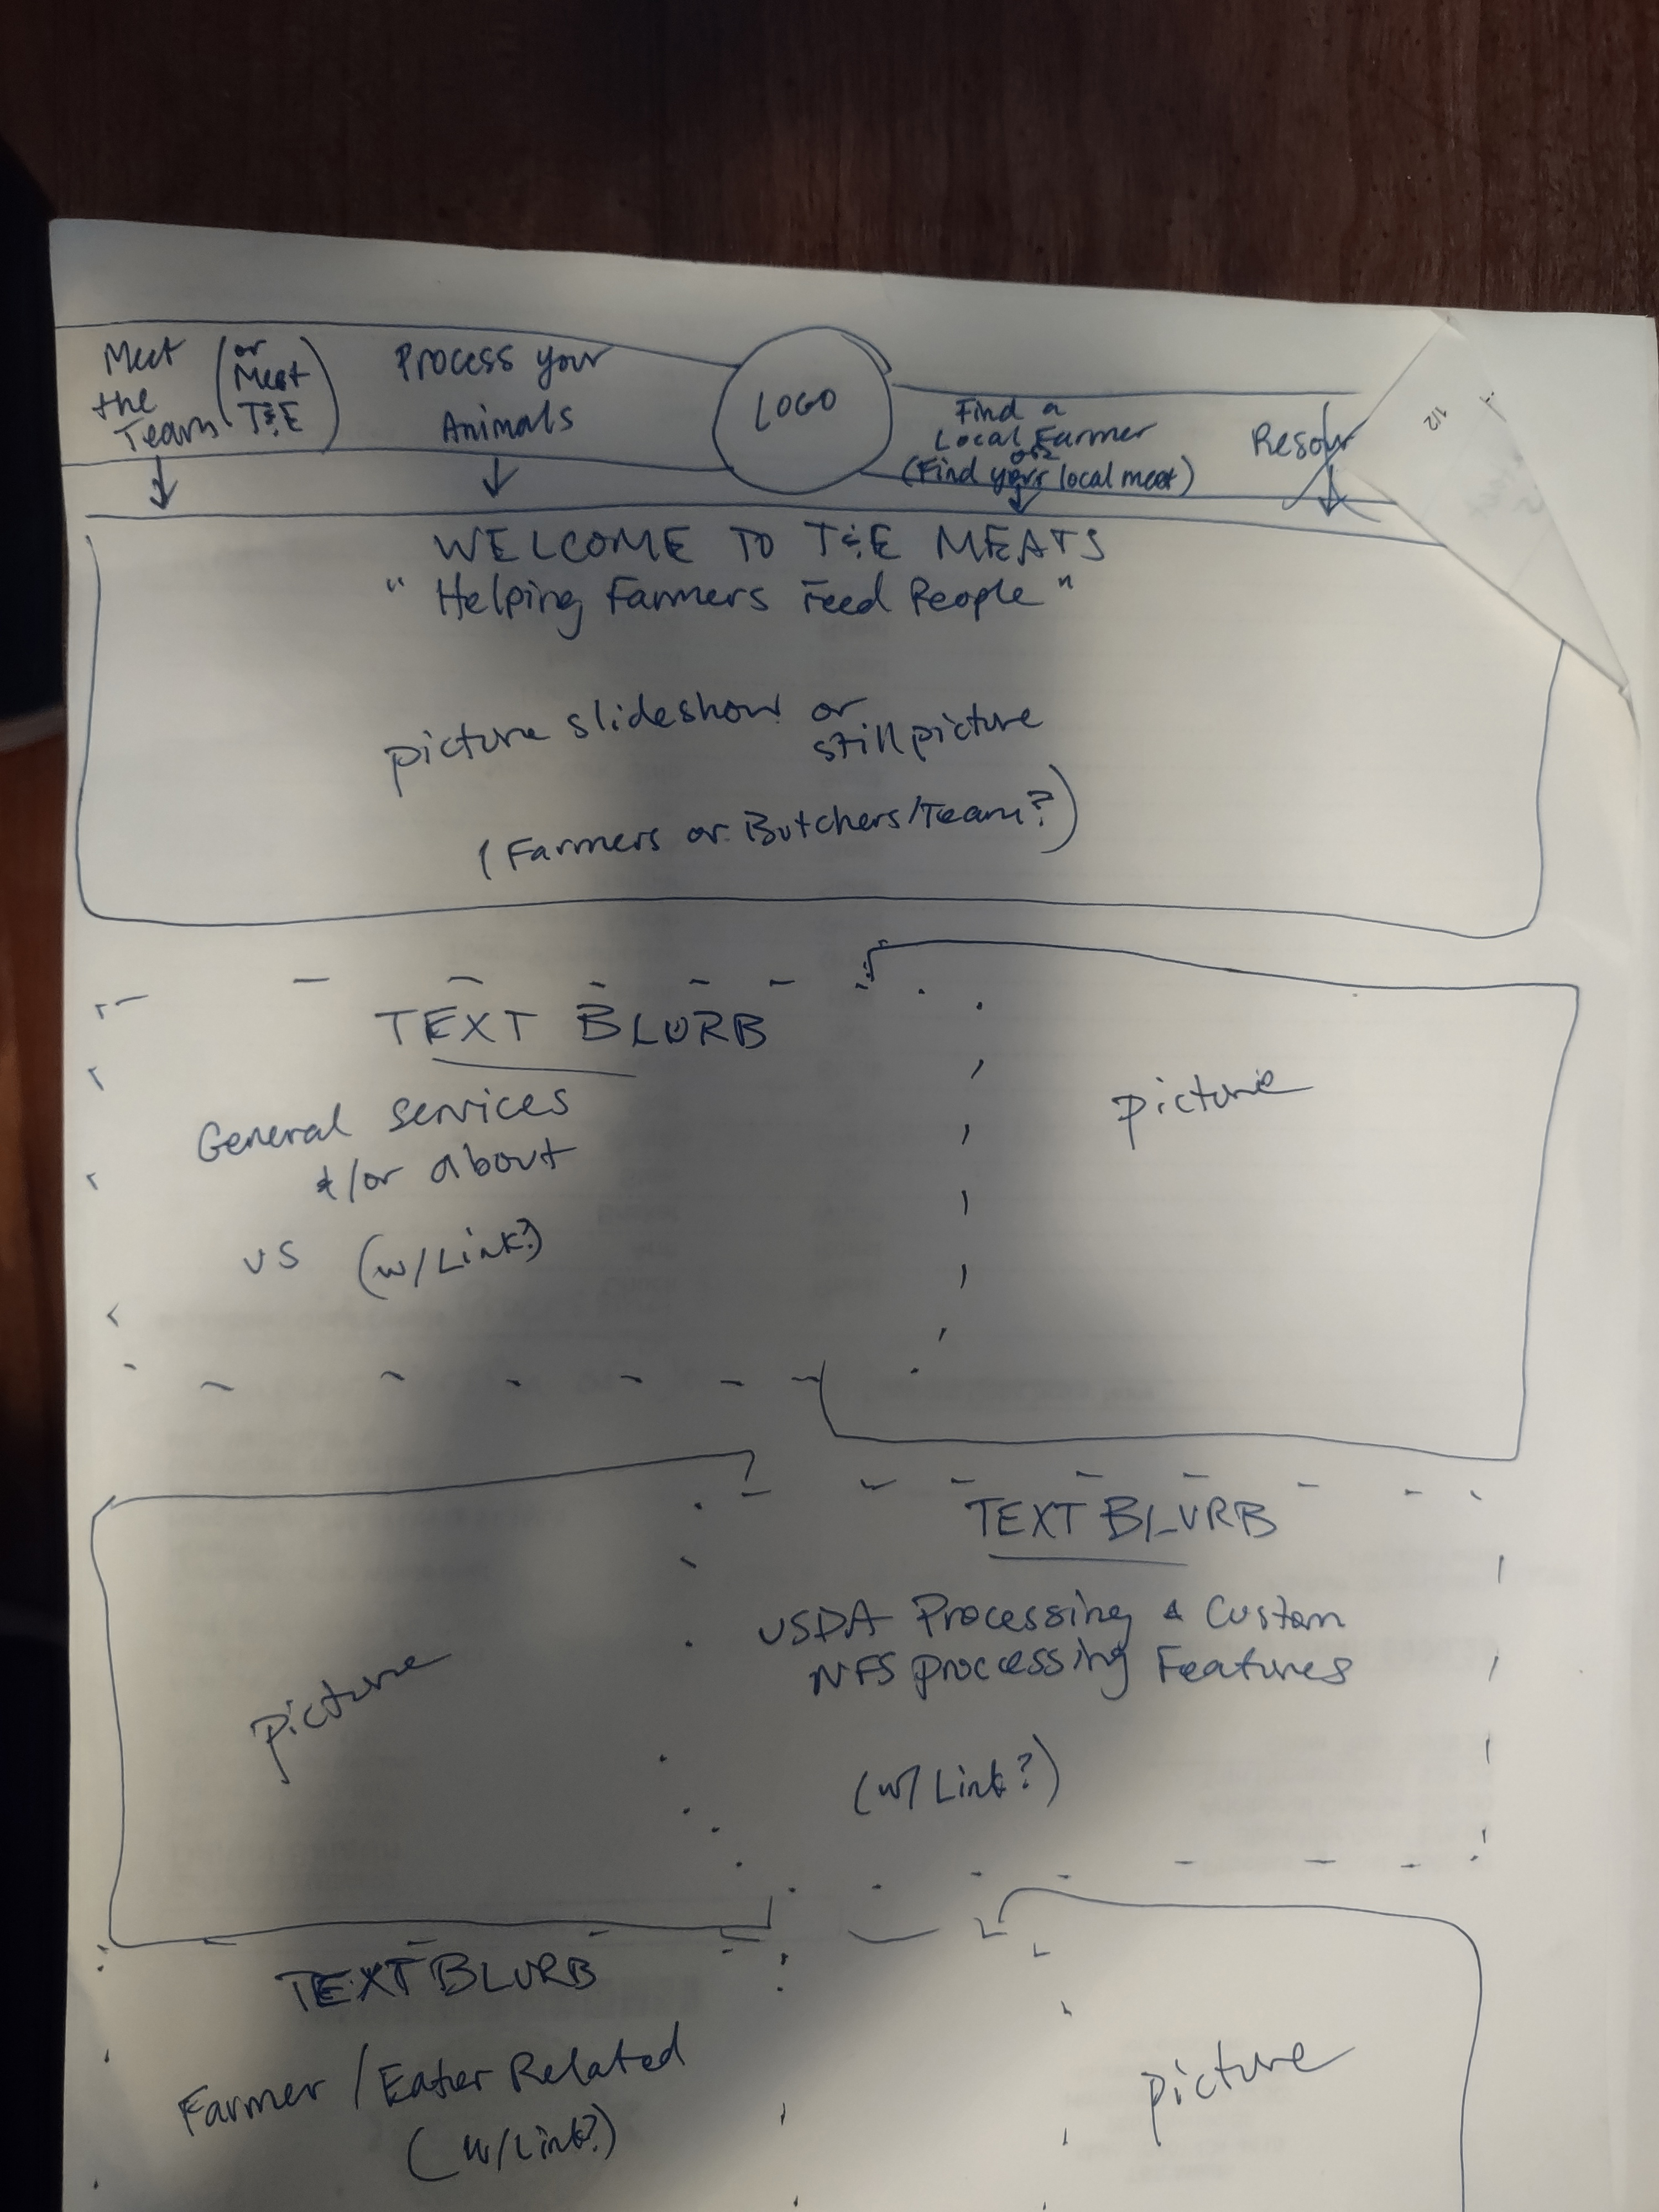 Meet
the
Team
(or
Meet
T&E)
Process your
Animals
LOGO
Find a
Local Farmer
or
(Find your local meat)
Resour
1/2
WELCOME TO T&E MEATS
"Helping Farmers Feed People"
picture slideshow or
still picture
(Farmers or Butchers/Team?)
TEXT BLURB
General services
&/or about
us (w/Link?)
picture
picture
TEXT BLURB
USDA Processing & Custom
NFS processing Features
(w/ Link?)
TEXT BLURB
Farmer/Eater Related
(w/Link?)
picture